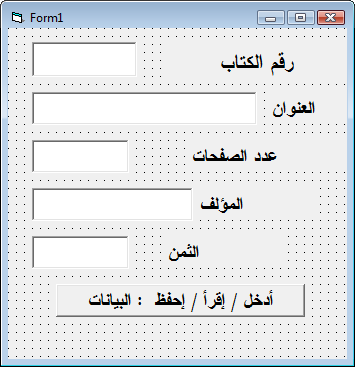 Form1
رقم الكتاب
العنوان
عدد الصفحات
المؤلف
الثمن
أدخل / إقرأ / إحفظ : البيانات